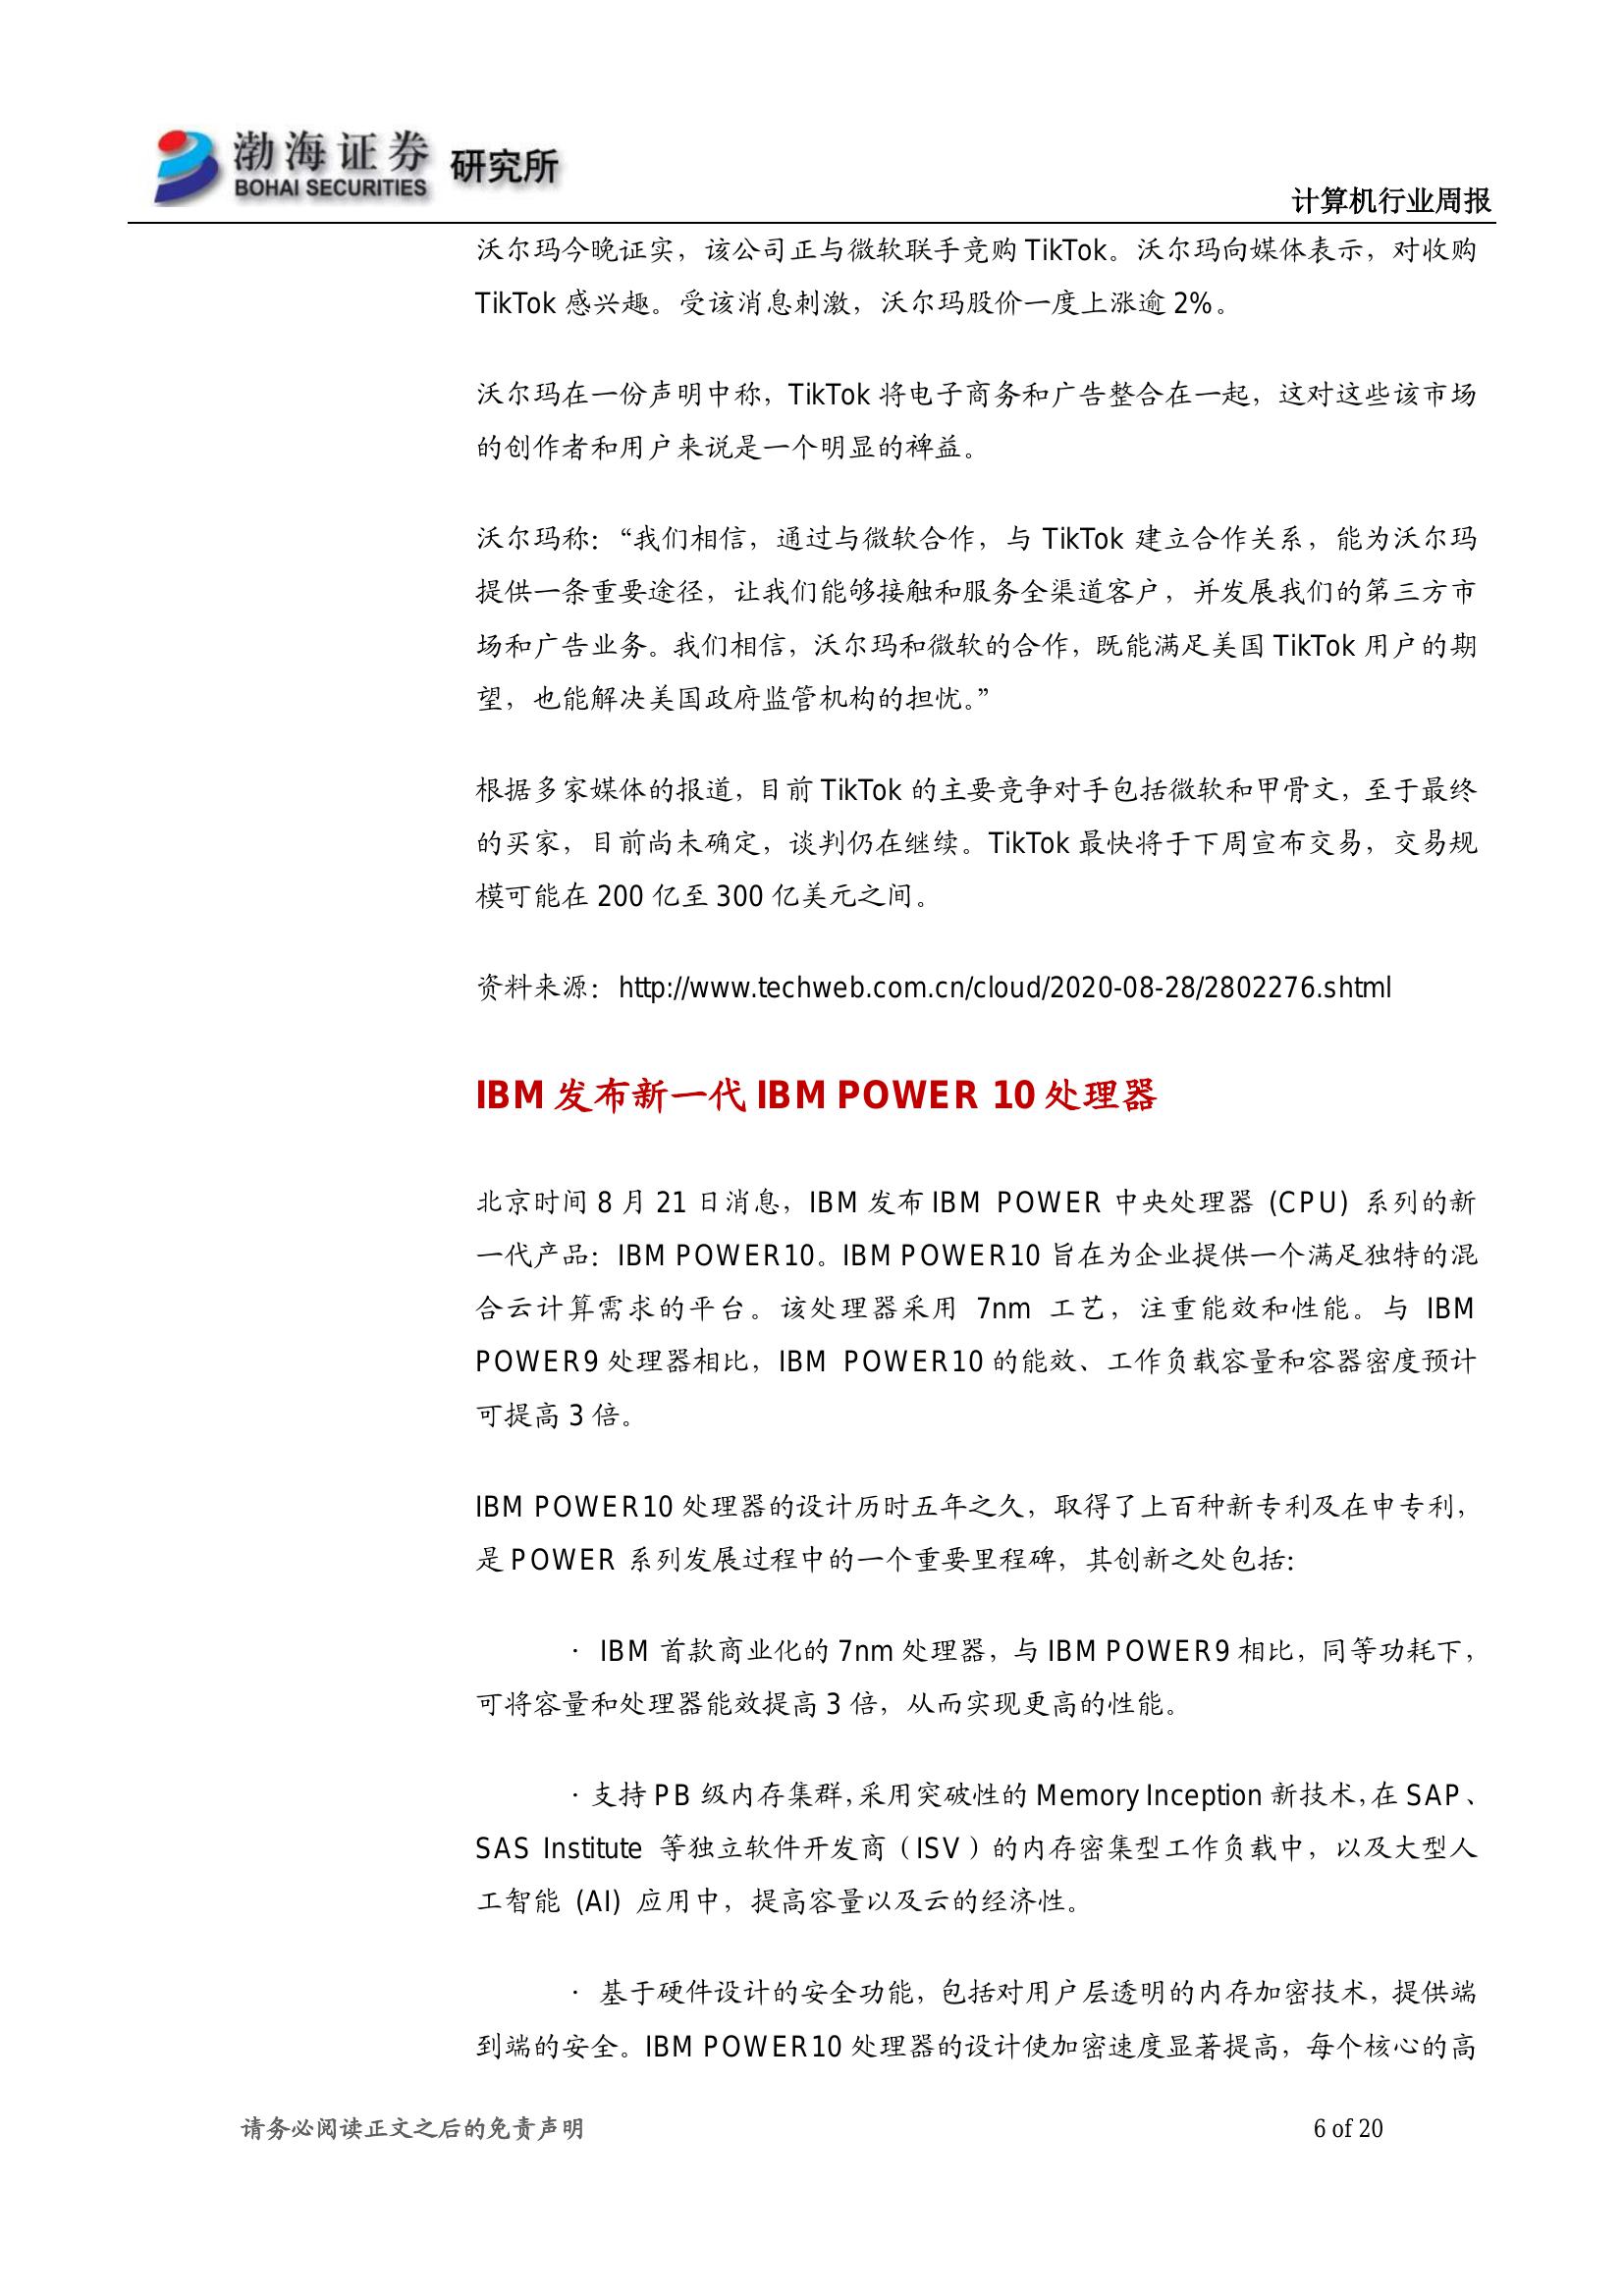 渤海证券
BOHAI SECURITIES
研究所
计算机行业周报
沃尔玛今晚证实，该公司正与微软联手竞购 TikTok。沃尔玛向媒体表示，对收购
TikTok 感兴趣。受该消息刺激，沃尔玛股价一度上涨逾 2%。
沃尔玛在一份声明中称，TikTok 将电子商务和广告整合在一起，这对这些该市场
的创作者和用户来说是一个明显的裨益。
沃尔玛称：“我们相信，通过与微软合作，与 TikTok 建立合作关系，能为沃尔玛
提供一条重要途径，让我们能够接触和服务全渠道客户，并发展我们的第三方市
场和广告业务。我们相信，沃尔玛和微软的合作，既能满足美国 TikTok 用户的期
望，也能解决美国政府监管机构的担忧。”
根据多家媒体的报道，目前 TikTok 的主要竞争对手包括微软和甲骨文，至于最终
的买家，目前尚未确定，谈判仍在继续。TikTok 最快将于下周宣布交易，交易规
模可能在 200 亿至 300 亿美元之间。
资料来源：http://www.techweb.com.cn/cloud/2020-08-28/2802276.shtml
IBM 发布新一代 IBM POWER 10 处理器
北京时间 8 月 21 日消息，IBM 发布 IBM POWER 中央处理器 (CPU) 系列的新
一代产品：IBM POWER10。IBM POWER10 旨在为企业提供一个满足独特的混
合云计算需求的平台。该处理器采用 7nm 工艺，注重能效和性能。与 IBM
POWER9 处理器相比，IBM POWER10 的能效、工作负载容量和容器密度预计
可提高 3 倍。
IBM POWER10 处理器的设计历时五年之久，取得了上百种新专利及在申专利，
是 POWER 系列发展过程中的一个重要里程碑，其创新之处包括：
· IBM 首款商业化的 7nm 处理器，与 IBM POWER9 相比，同等功耗下，
可将容量和处理器能效提高 3 倍，从而实现更高的性能。
· 支持 PB 级内存集群，采用突破性的 Memory Inception 新技术，在 SAP、
SAS Institute 等独立软件开发商（ISV）的内存密集型工作负载中，以及大型人
工智能 (AI) 应用中，提高容量以及云的经济性。
· 基于硬件设计的安全功能，包括对用户层透明的内存加密技术，提供端
到端的安全。IBM POWER10 处理器的设计使加密速度显著提高，每个核心的高
请务必阅读正文之后的免责声明
6 of 20